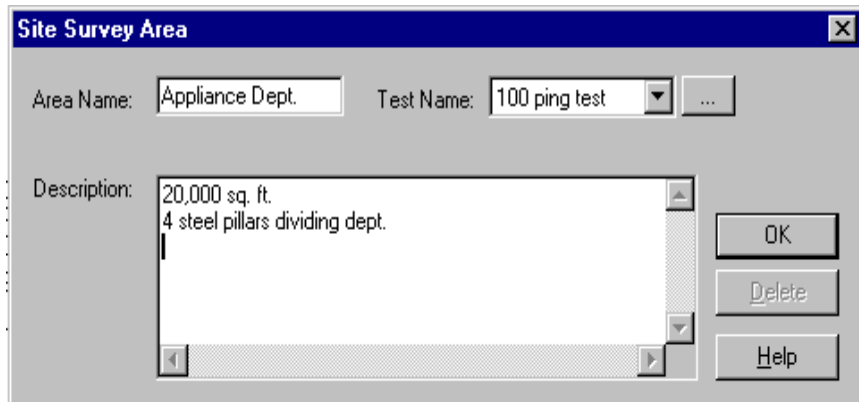 Site Survey Area
Area Name: Appliance Dept. Test Name: 100 ping test ...
Description: 20,000 sq. ft.
4 steel pillars dividing dept.
OK
Delete
Help